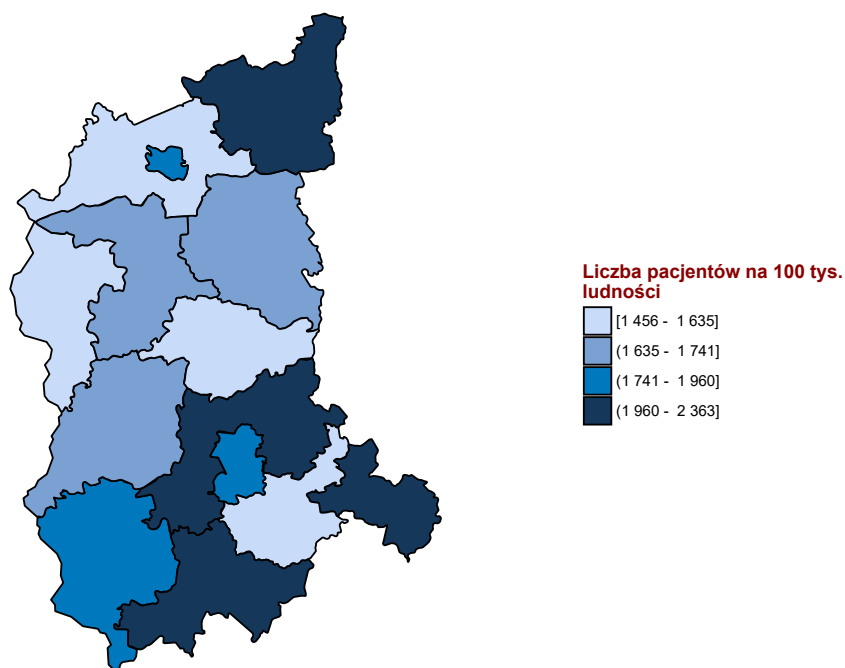 Liczba pacjentów na 100 tys.
ludności
[1 456 - 1 635]
(1 635 - 1 741]
(1 741 - 1 960]
(1 960 - 2 363]